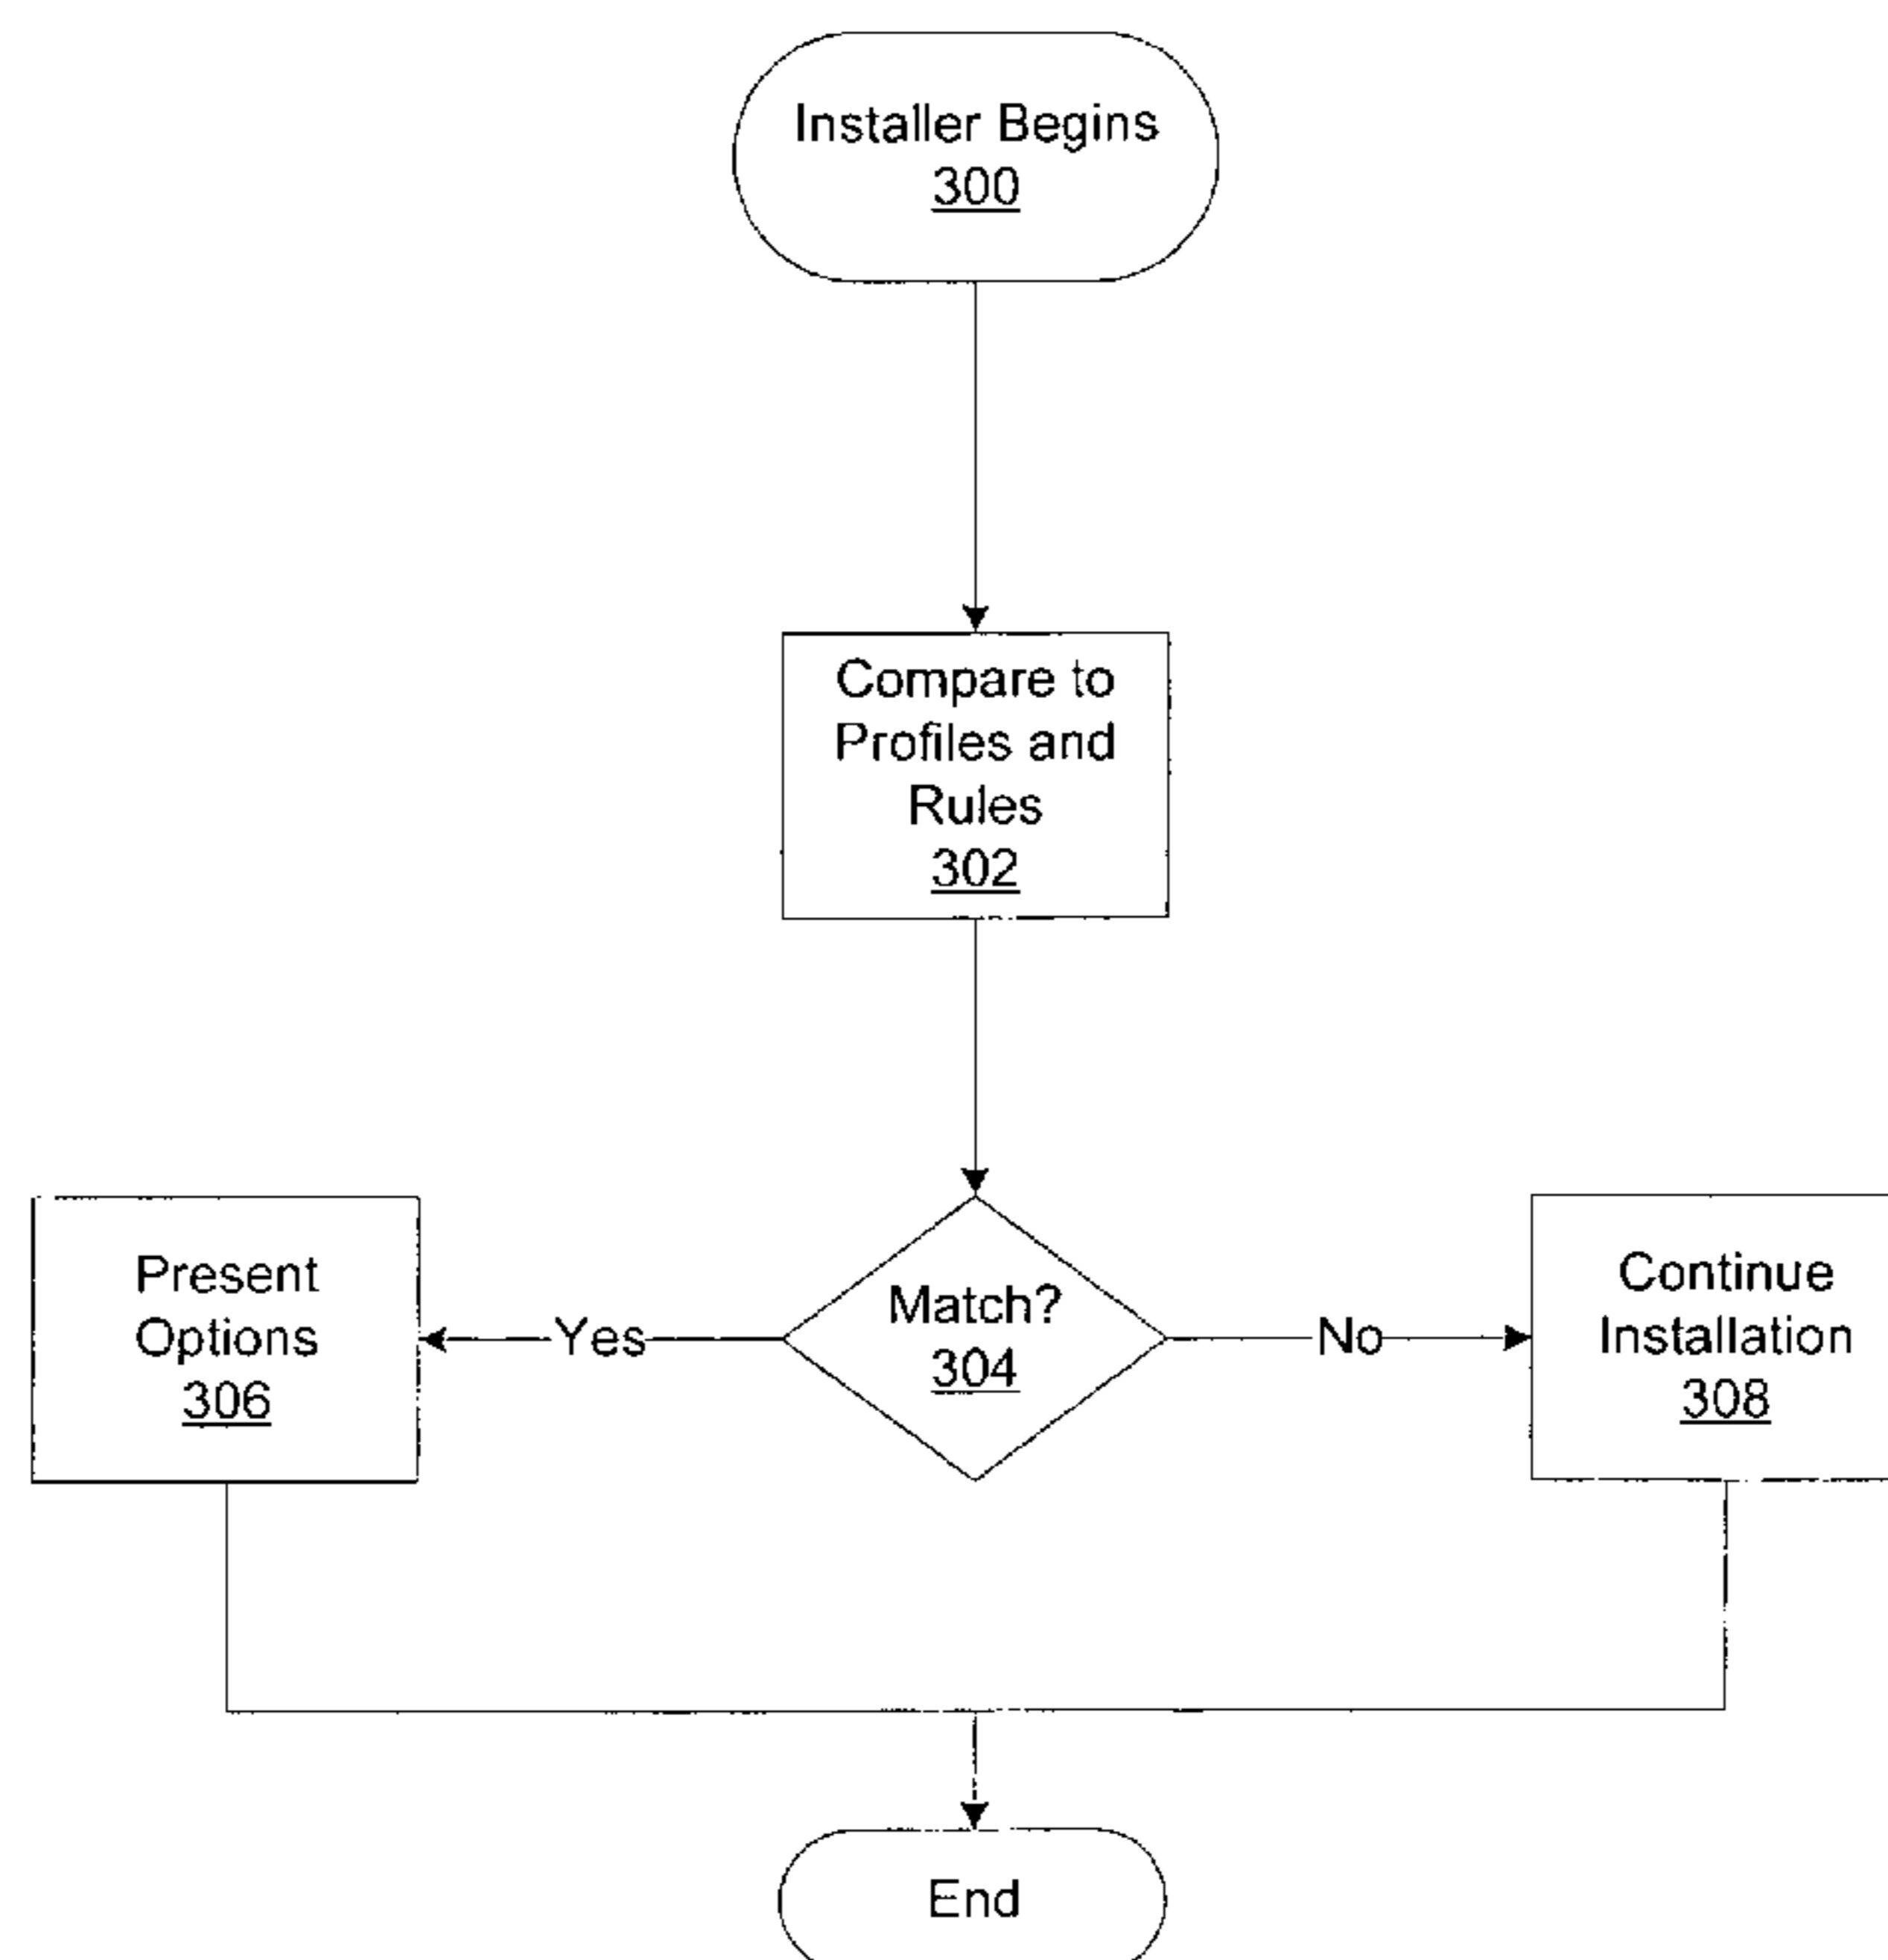 Installer Begins
300
Compare to
Profiles and
Rules
302
Present
Options
306
Yes
Match?
304
No
Continue
Installation
308
End